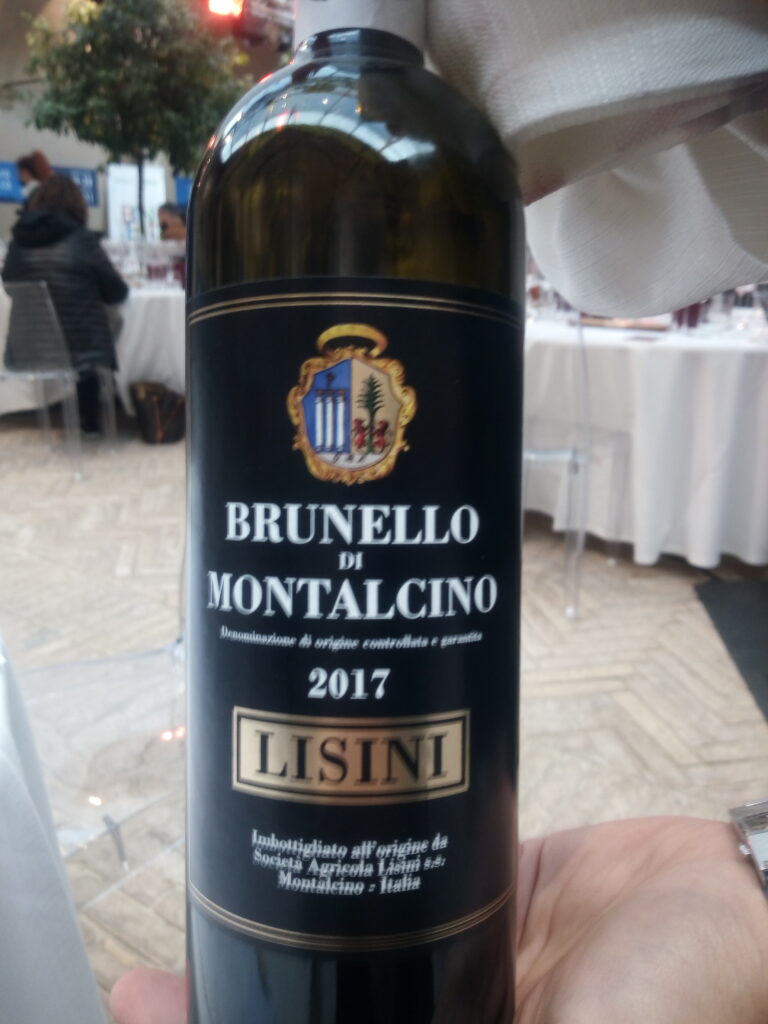 BRUNELLO
DI
MONTALCINO
Denominazione di origine controllata e garantita
2017
LISINI
Imbottigliato all'origine da
Società Agricola Lisini s.s.
Montalcino - Italia